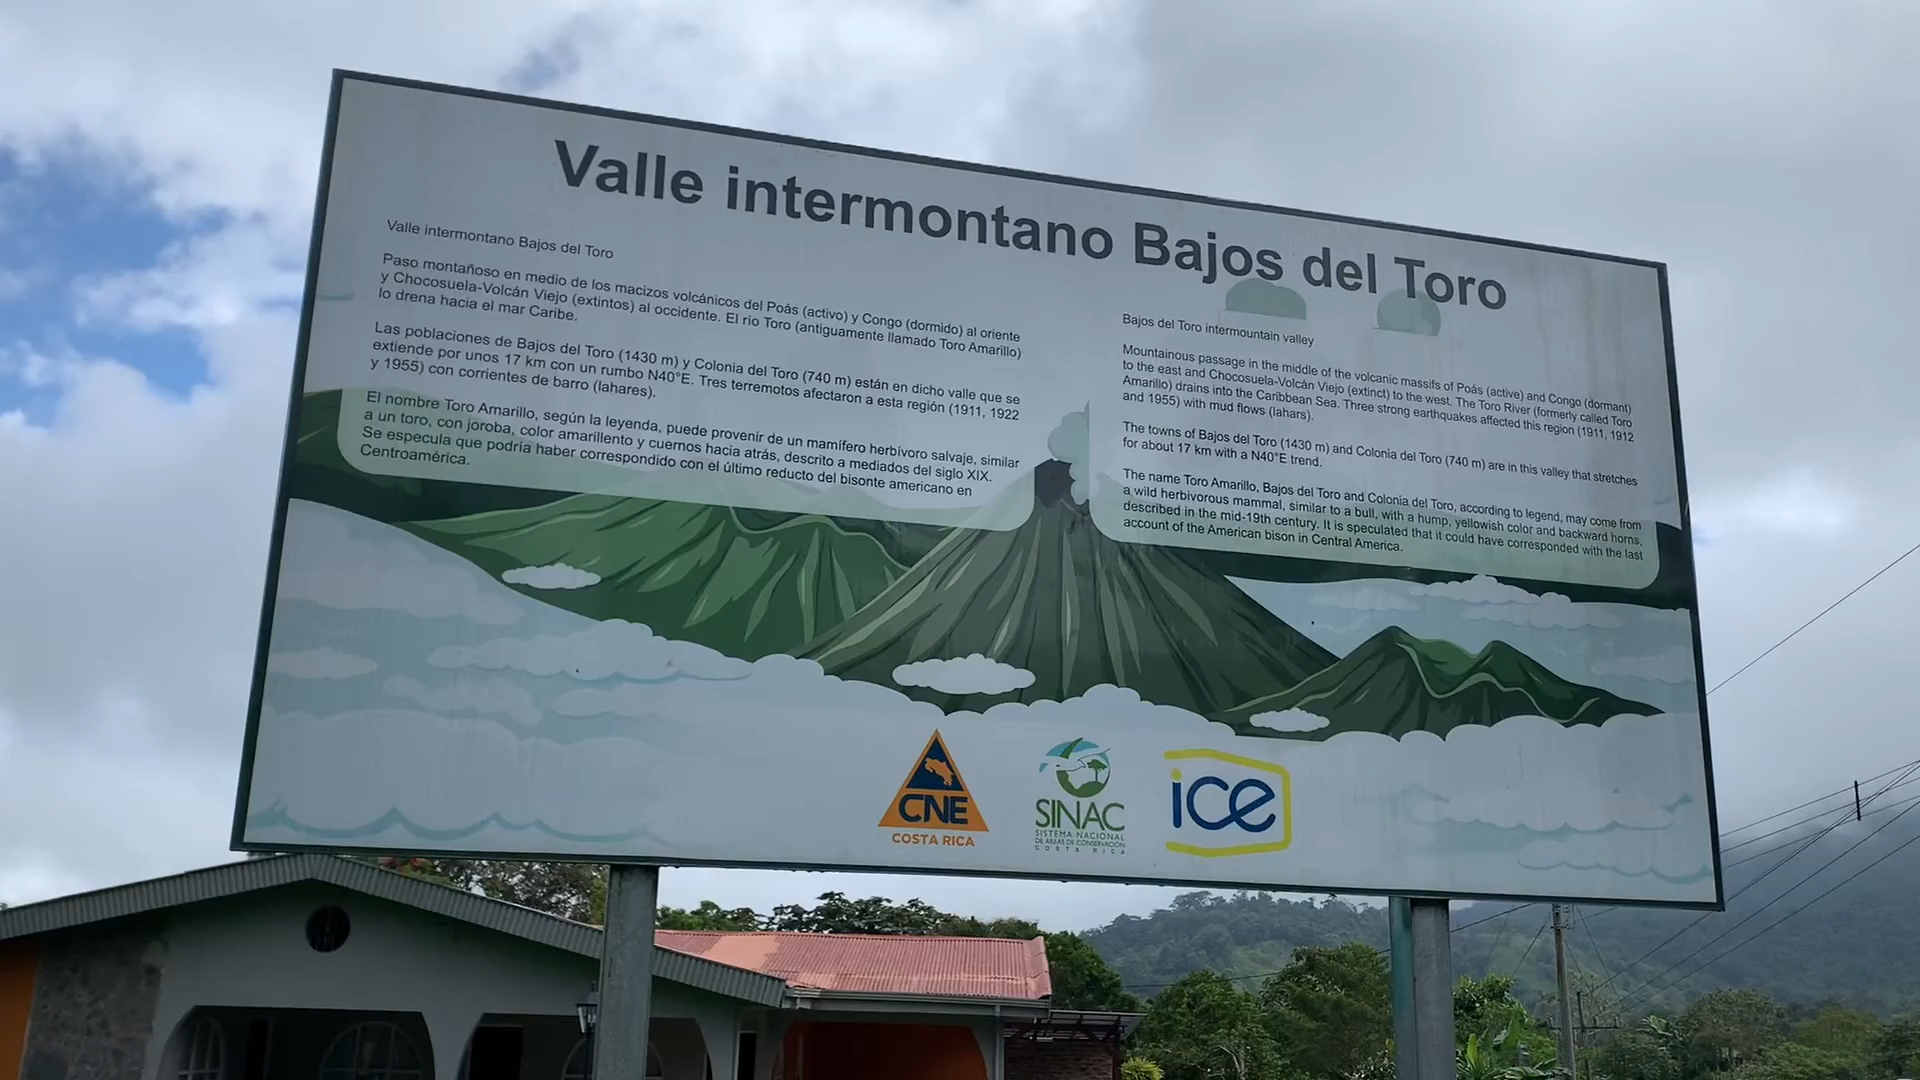 Valle intermontano Bajos del Toro
Valle intermontano Bajos del Toro
Paso montañoso en medio de los macizos volcánicos del Poás (activo) y Congo (dormido) al oriente
y Chocosuela-Volcán Viejo (extintos) al occidente. El río Toro (antiguamente llamado Toro Amarillo)
lo drena hacia el mar Caribe.
Las poblaciones de Bajos del Toro (1430 m) y Colonia del Toro (740 m) están en dicho valle que se
extiende por unos 17 km con un rumbo N40°E. Tres terremotos afectaron a esta región (1911, 1922
y 1955) con corrientes de barro (lahares).
El nombre Toro Amarillo, según la leyenda, puede provenir de un mamífero herbívoro salvaje, similar
a un toro, con joroba, color amarillento y cuernos hacia atrás, descrito a mediados del siglo XIX.
Se especula que podría haber correspondido con el último reducto del bisonte americano en
Centroamérica.
Bajos del Toro intermountain valley
Mountainous passage in the middle of the volcanic massifs of Poás (active) and Congo (dormant)
to the east and Chocosuela-Volcán Viejo (extinct) to the west. The Toro River (formerly called Toro
Amarillo) drains into the Caribbean Sea. Three strong earthquakes affected this region (1911, 1912
and 1955) with mud flows (lahars).
The towns of Bajos del Toro (1430 m) and Colonia del Toro (740 m) are in this valley that stretches
for about 17 km with a N40°E trend.
The name Toro Amarillo, Bajos del Toro and Colonia del Toro, according to legend, may come from
a wild herbivorous mammal, similar to a bull, with a hump, yellowish color and backward horns,
described in the mid-19th century. It is speculated that it could have corresponded with the last
account of the American bison in Central America.
CNE
COSTA RICA
SINAC
SISTEMA NACIONAL
DE ÁREAS DE CONSERVACIÓN
COSTA RICA
ice